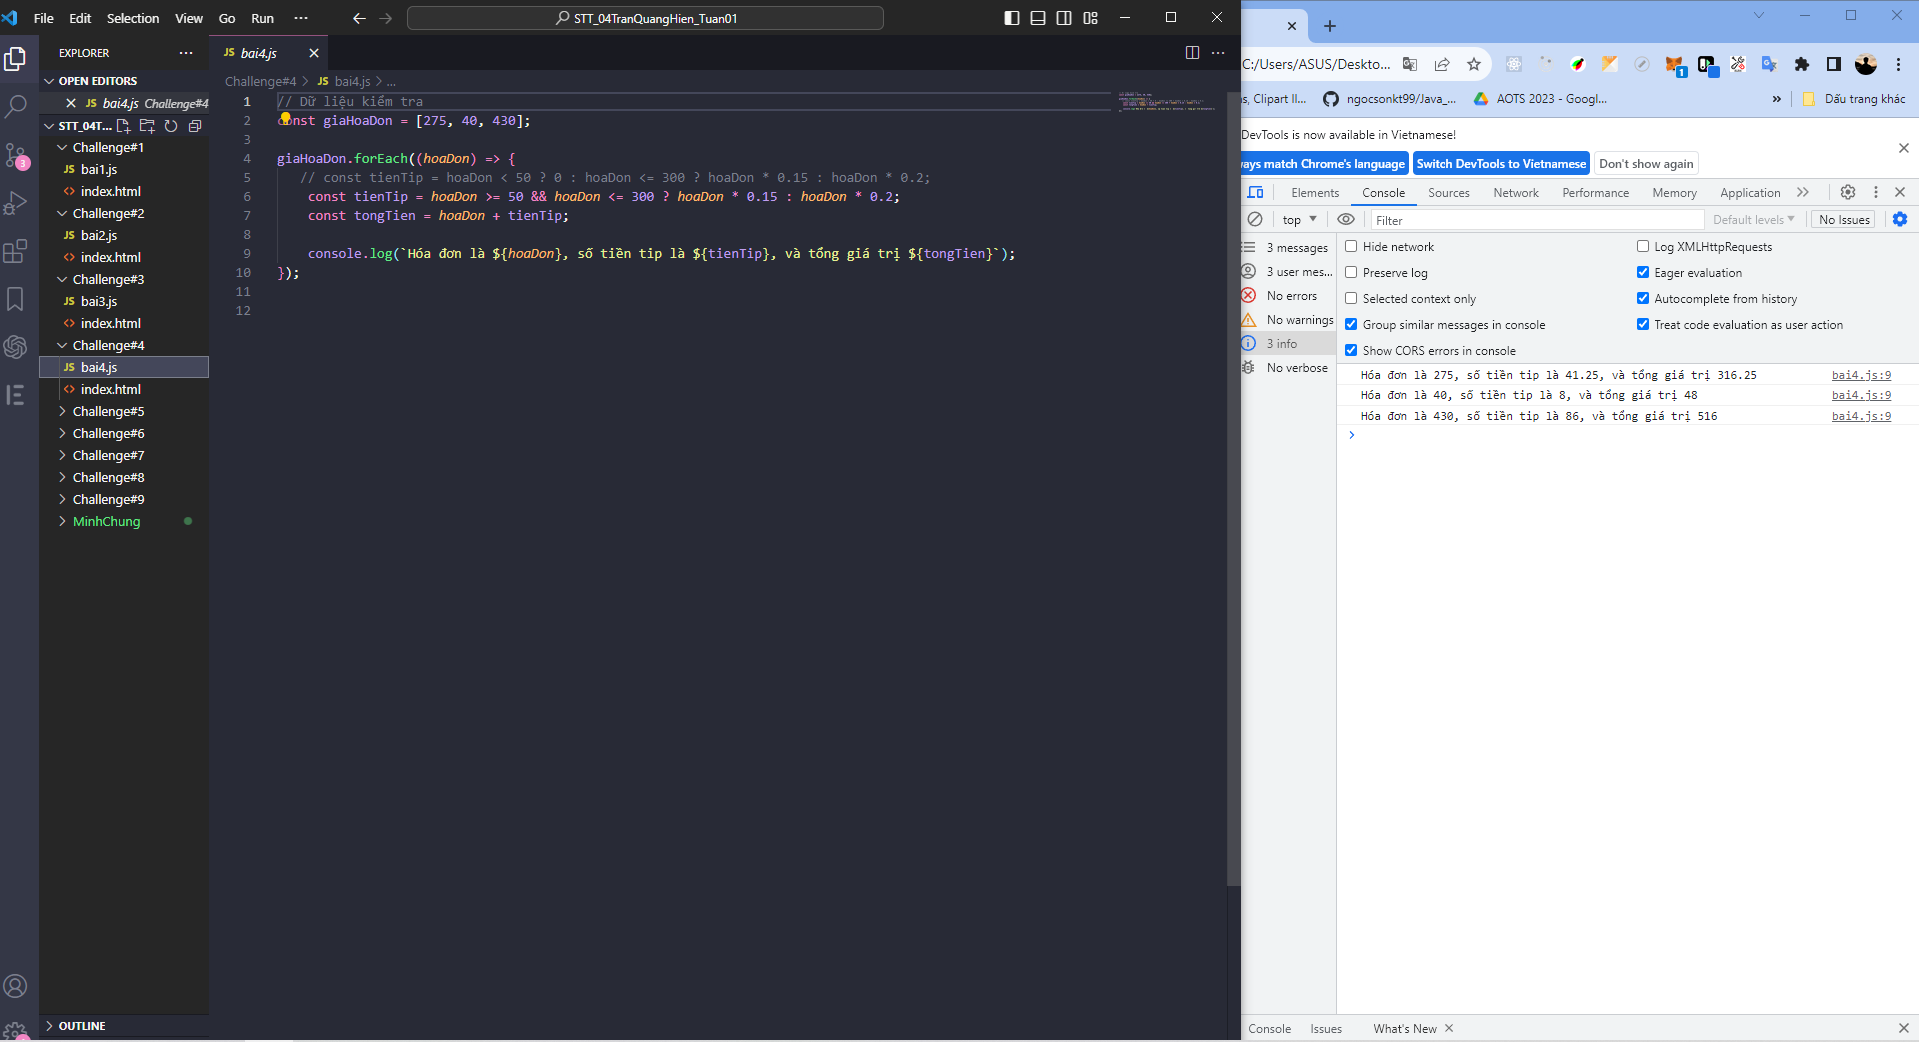 File Edit Selection View Go Run ···
STT_04TranQuangHien_Tuan01
EXPLORER ···
OPEN EDITORS
JS bai4.js Challenge#4
STT_04T...
Challenge#1
JS bai1.js
<> index.html
Challenge#2
JS bai2.js
<> index.html
Challenge#3
JS bai3.js
<> index.html
Challenge#4
JS bai4.js
<> index.html
Challenge#5
Challenge#6
Challenge#7
Challenge#8
Challenge#9
MinhChung
OUTLINE
3
JS bai4.js
Challenge#4 > JS bai4.js > ...
1 // Dữ liệu kiểm tra
2 const giaHoaDon = [275, 40, 430];
3
4 giaHoaDon.forEach((hoaDon) => {
5 // const tienTip = hoaDon < 50 ? 0 : hoaDon <= 300 ? hoaDon * 0.15 : hoaDon * 0.2;
6 const tienTip = hoaDon >= 50 && hoaDon <= 300 ? hoaDon * 0.15 : hoaDon * 0.2;
7 const tongTien = hoaDon + tienTip;
8
9 console.log(`Hóa đơn là ${hoaDon}, số tiền tip là ${tienTip}, và tổng giá trị ${tongTien}`);
10 });
11
12
C:/Users/ASUS/Deskto...
1
s, Clipart Il... ngocsonkt99/Java_... AOTS 2023 - Googl... » Dấu trang khác
DevTools is now available in Vietnamese!
ays match Chrome's language Switch DevTools to Vietnamese Don't show again
Elements Console Sources Network Performance Memory Application
top Filter Default levels No Issues
3 messages
3 user mes...
No errors
No warnings
3 info
No verbose
Hide network Log XMLHttpRequests
Preserve log Eager evaluation
Selected context only Autocomplete from history
Group similar messages in console Treat code evaluation as user action
Show CORS errors in console
Hóa đơn là 275, số tiền tip là 41.25, và tổng giá trị 316.25 bai4.js:9
Hóa đơn là 40, số tiền tip là 8, và tổng giá trị 48 bai4.js:9
Hóa đơn là 430, số tiền tip là 86, và tổng giá trị 516 bai4.js:9
Console Issues What's New